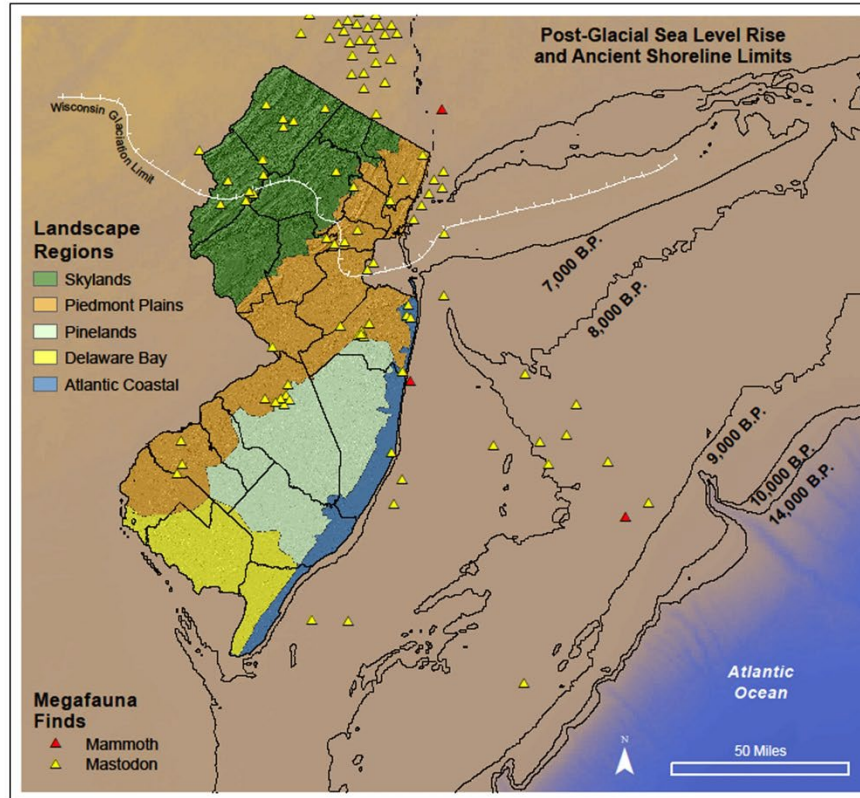 Post-Glacial Sea Level Rise
and Ancient Shoreline Limits
Wisconsin Glaciation Limit
Landscape
Regions
Skylands
Piedmont Plains
Pinelands
Delaware Bay
Atlantic Coastal
7,000 B.P.
8,000 B.P.
9,000 B.P.
10,000 B.P.
14,000 B.P.
Atlantic
Ocean
Megafauna
Finds
Mammoth
Mastodon
N
50 Miles